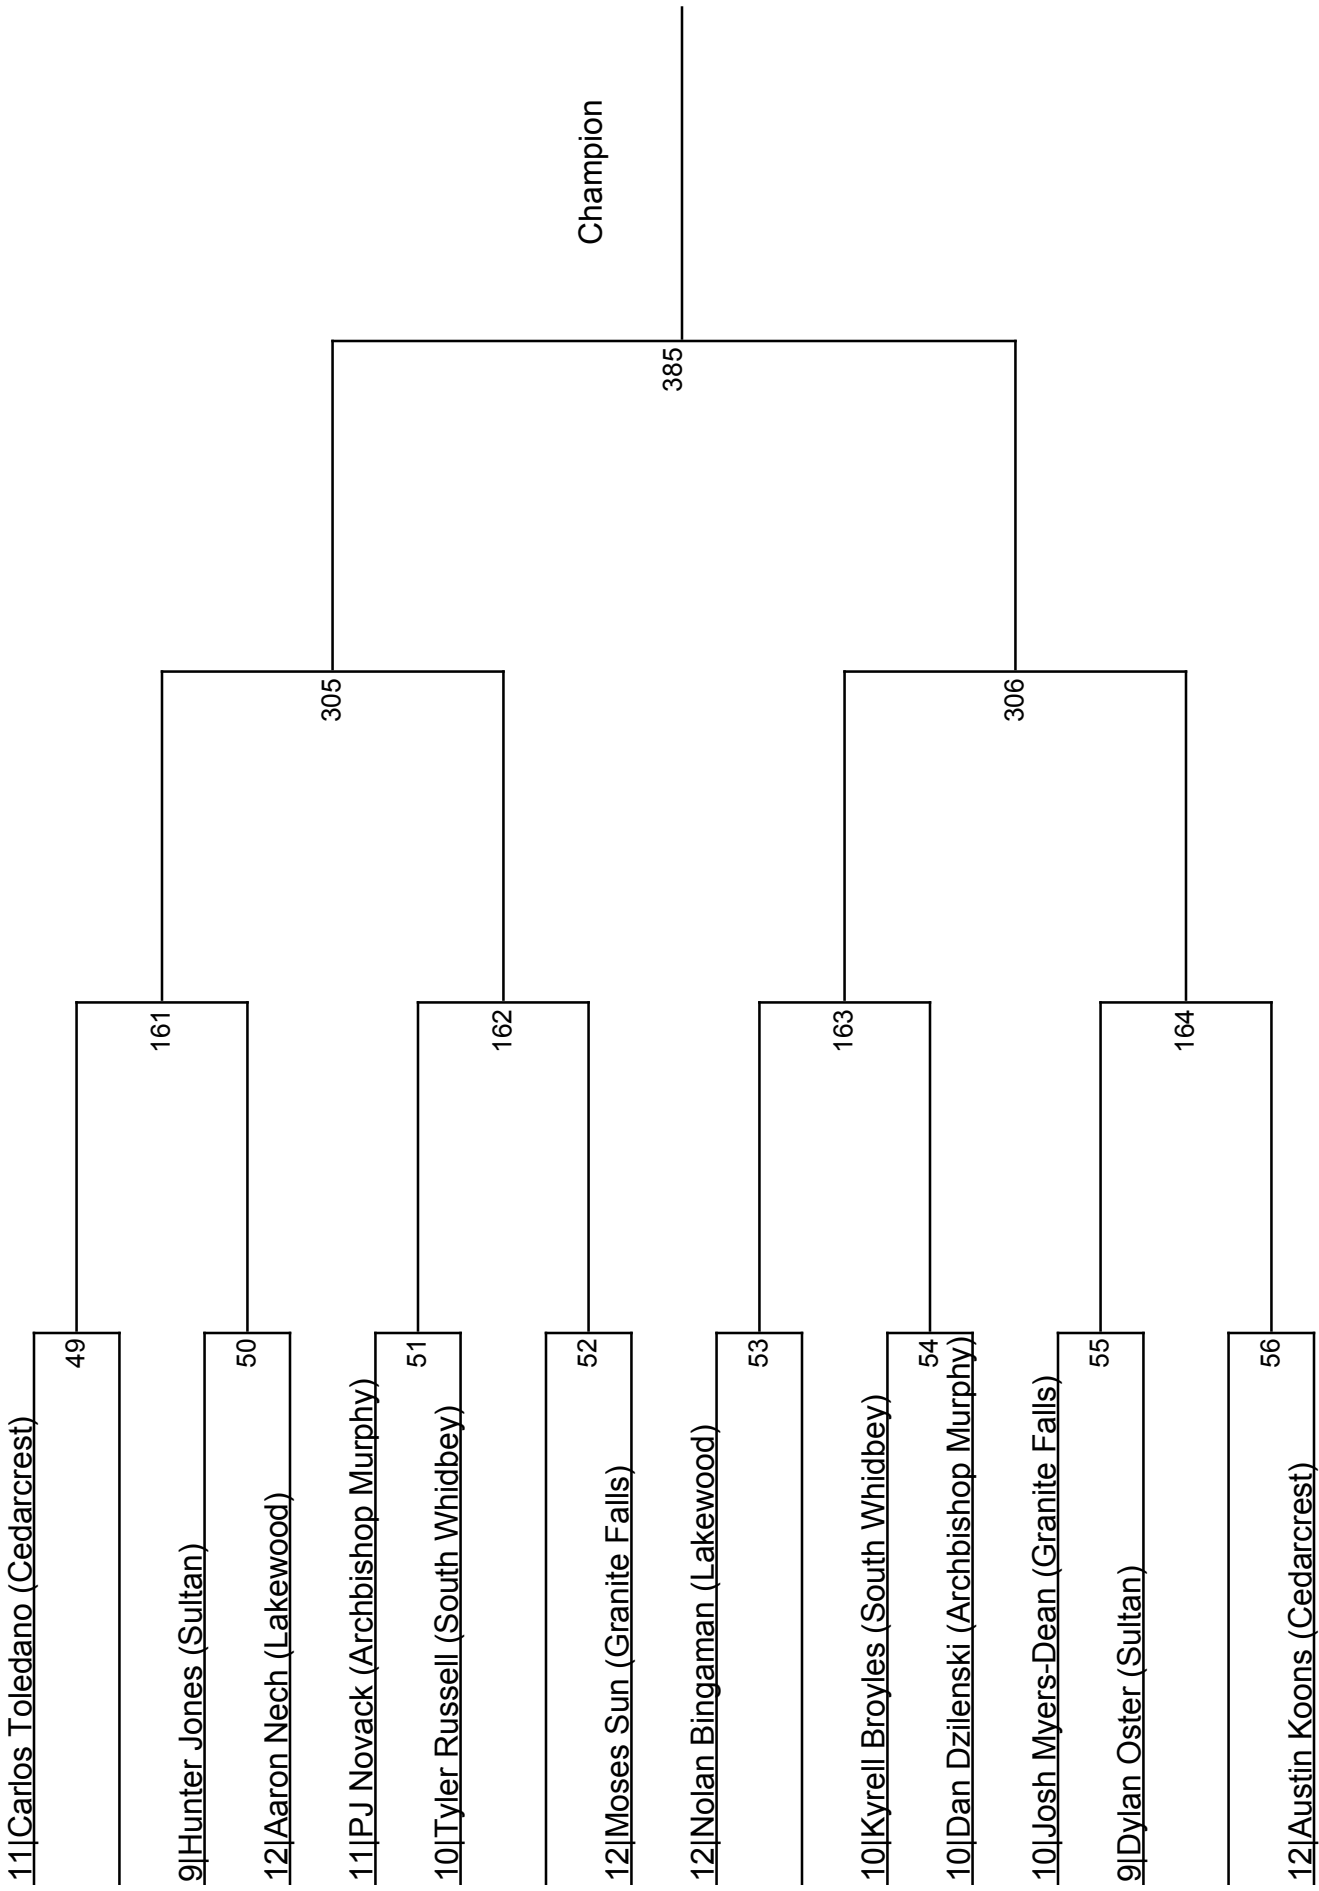 11|Carlos Toledano (Cedarcrest)
49
9|Hunter Jones (Sultan)
50
12|Aaron Nech (Lakewood)
161
11|PJ Novack (Archbishop Murphy)
51
10|Tyler Russell (South Whidbey)
162
52
12|Moses Sun (Granite Falls)
305
12|Nolan Bingaman (Lakewood)
53
163
10|Kyrell Broyles (South Whidbey)
54
10|Dan Dzilenski (Archbishop Murphy)
306
10|Josh Myers-Dean (Granite Falls)
55
9|Dylan Oster (Sultan)
164
56
12|Austin Koons (Cedarcrest)
385
Champion